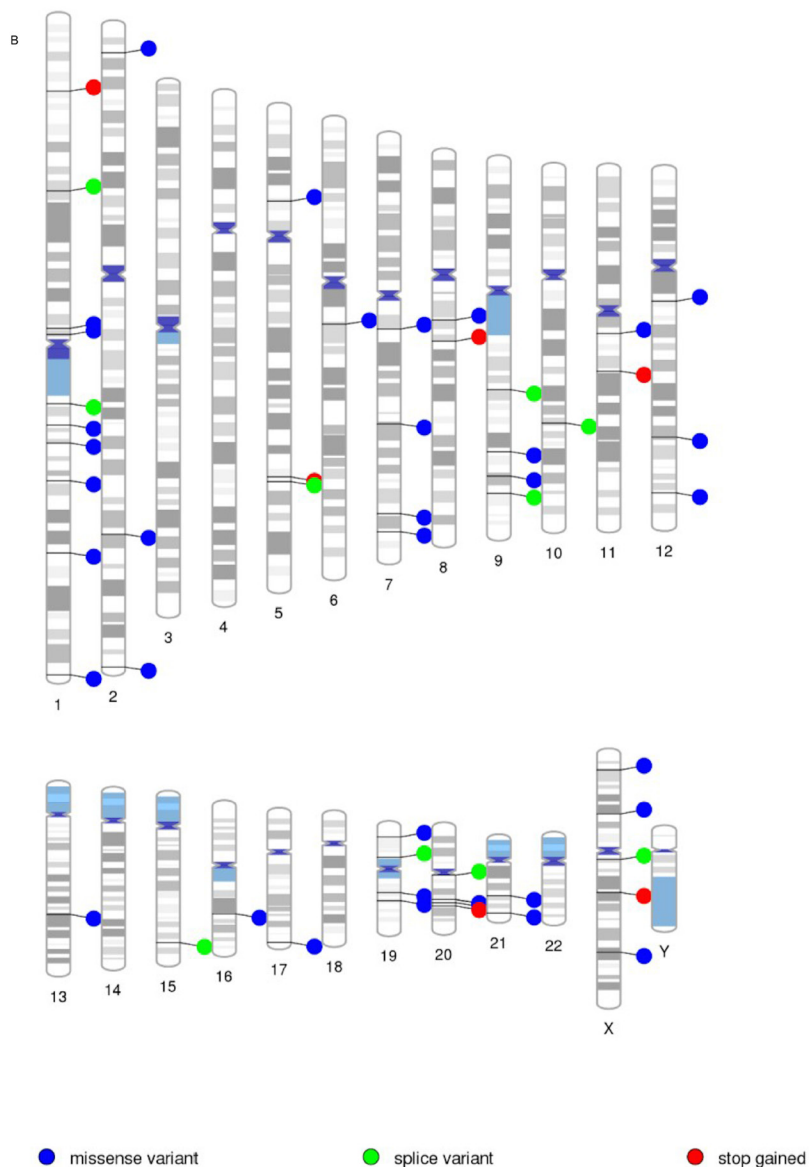 B
1 2 3 4 5 6 7 8 9 10 11 12
13 14 15 16 17 18 19 20 21 22 X Y
missense variant splice variant stop gained